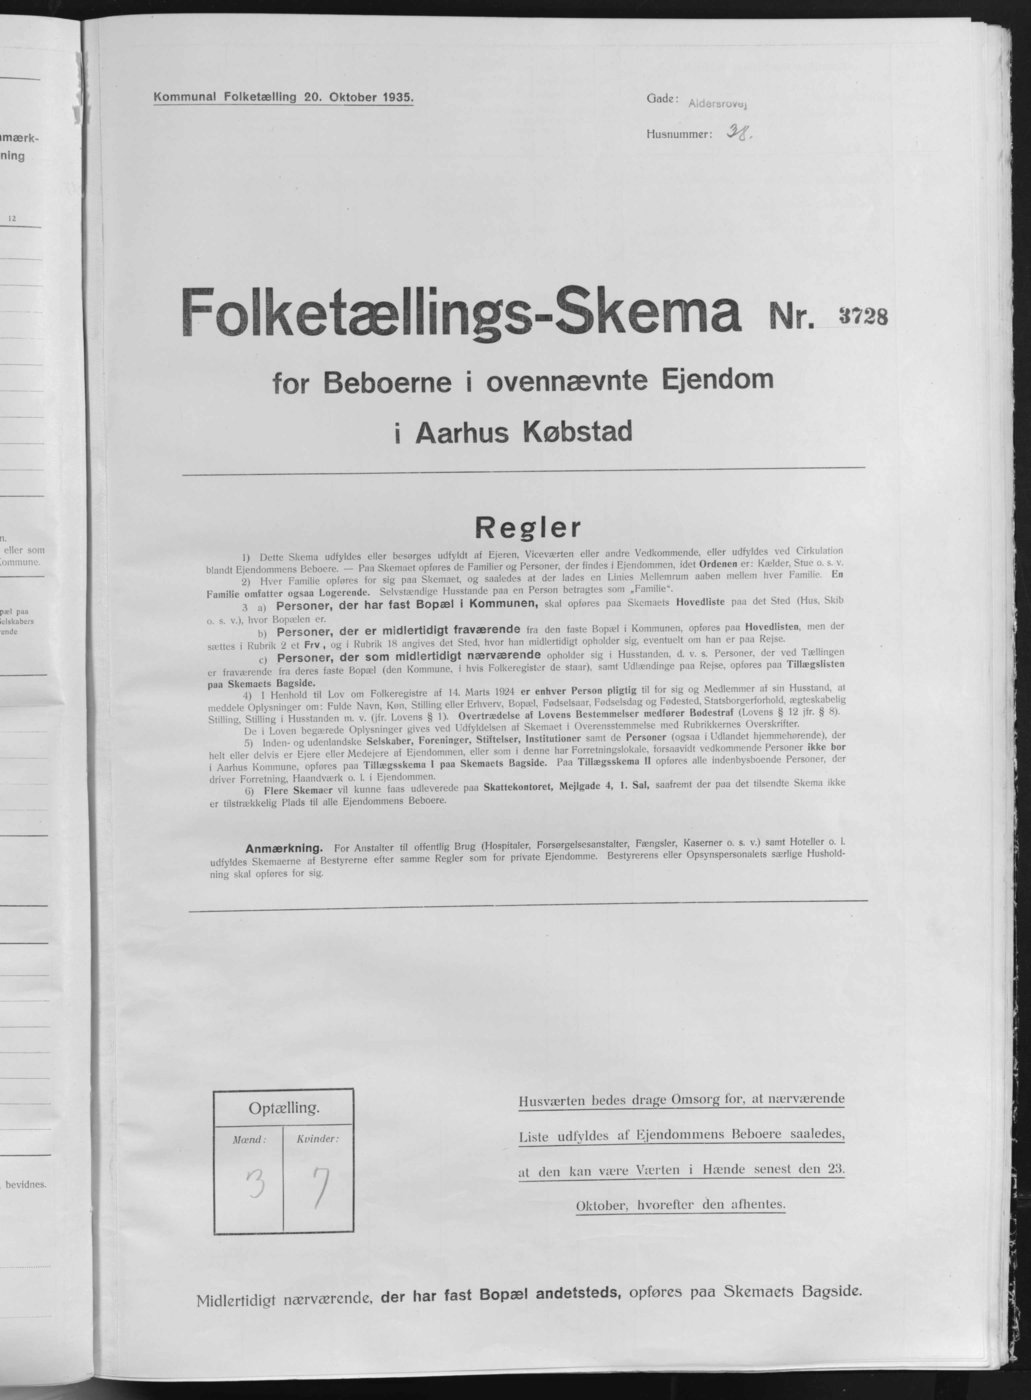 Kommunal Folketælling 20. Oktober 1935.
Gade: Aldersrovej
Husnummer: 38.
Folketællings-Skema Nr. 3728
for Beboerne i ovennævnte Ejendom
i Aarhus Købstad
Regler
1) Dette Skema udfyldes eller besørges udfyldt af Ejeren, Viceværten eller andre Vedkommende, eller udfyldes ved Cirkulation
blandt Ejendommens Beboere. — Paa Skemaet opføres de Familier og Personer, der findes i Ejendommen, idet Ordenen er: Kælder, Stue o. s. v.
2) Hver Familie opføres for sig paa Skemaet, og saaledes at der lades en Linies Mellemrum aaben mellem hver Familie. En
Familie omfatter ogsaa Logerende. Selvstændige Husstande paa en Person betragtes som „Familie“.
3 a) Personer, der har fast Bopæl i Kommunen, skal opføres paa Skemaets Hovedliste paa det Sted (Hus, Skib
o. s. v.), hvor Bopælen er.
b) Personer, der er midlertidigt fraværende fra den faste Bopæl i Kommunen, opføres paa Hovedlisten, men der
sættes i Rubrik 2 et Frv., og i Rubrik 18 angives det Sted, hvor han midlertidigt opholder sig, eventuelt om han er paa Rejse.
c) Personer, der som midlertidigt nærværende opholder sig i Husstanden, d. v. s. Personer, der ved Tællingen
er fraværende fra deres faste Bopæl (den Kommune, i hvis Folkeregister de staar), samt Udlændinge paa Rejse, opføres paa Tillægslisten
paa Skemaets Bagside.
4) I Henhold til Lov om Folkeregistre af 14. Marts 1924 er enhver Person pligtig til for sig og Medlemmer af sin Husstand, at
meddele Oplysninger om: Fulde Navn, Køn, Stilling eller Erhverv, Bopæl, Fødselsaar, Fødselsdag og Fødested, Statsborgerforhold, ægteskabelig
Stilling, Stilling i Husstanden m. v. (jfr. Lovens § 1). Overtrædelse af Lovens Bestemmelser medfører Bødestraf (Lovens § 12 jfr. § 8).
De i Loven begærede Oplysninger gives ved Udfyldelsen af Skemaet i Overensstemmelse med Rubrikkernes Overskrifter.
5) Inden- og udenlandske Selskaber, Foreninger, Stiftelser, Institutioner samt de Personer (ogsaa i Udlandet hjemmehørende), der
helt eller delvis er Ejere eller Medejere af Ejendommen, eller som i denne har Forretningslokale, forsaavidt vedkommende Personer ikke bor
i Aarhus Kommune, opføres paa Tillægsskema I paa Skemaets Bagside. Paa Tillægsskema II opføres alle indenbysboende Personer, der
driver Forretning, Haandværk o. l. i Ejendommen.
6) Flere Skemaer vil kunne faas udleverede paa Skattekontoret, Mejlgade 4, 1. Sal, saafremt der paa det tilsendte Skema ikke
er tilstrækkelig Plads til alle Ejendommens Beboere.
Anmærkning. For Anstalter til offentlig Brug (Hospitaler, Forsørgelsesanstalter, Fængsler, Kaserner o. s. v.) samt Hoteller o. l.
udfyldes Skemaerne af Bestyrerne efter samme Regler som for private Ejendomme. Bestyrerens eller Opsynspersonalets særlige Hushold-
ning skal opføres for sig.
Optælling.
Mænd: Kvinder:
3 7
Husværten bedes drage Omsorg for, at nærværende
Liste udfyldes af Ejendommens Beboere saaledes,
at den kan være Værten i Hænde senest den 23.
Oktober, hvorefter den afhentes.
Midlertidigt nærværende, der har fast Bopæl andetsteds, opføres paa Skemaets Bagside.
mærk-
ning
12
n.
eller som
Kommune.
pæl paa
Selskabers
bevidnes.